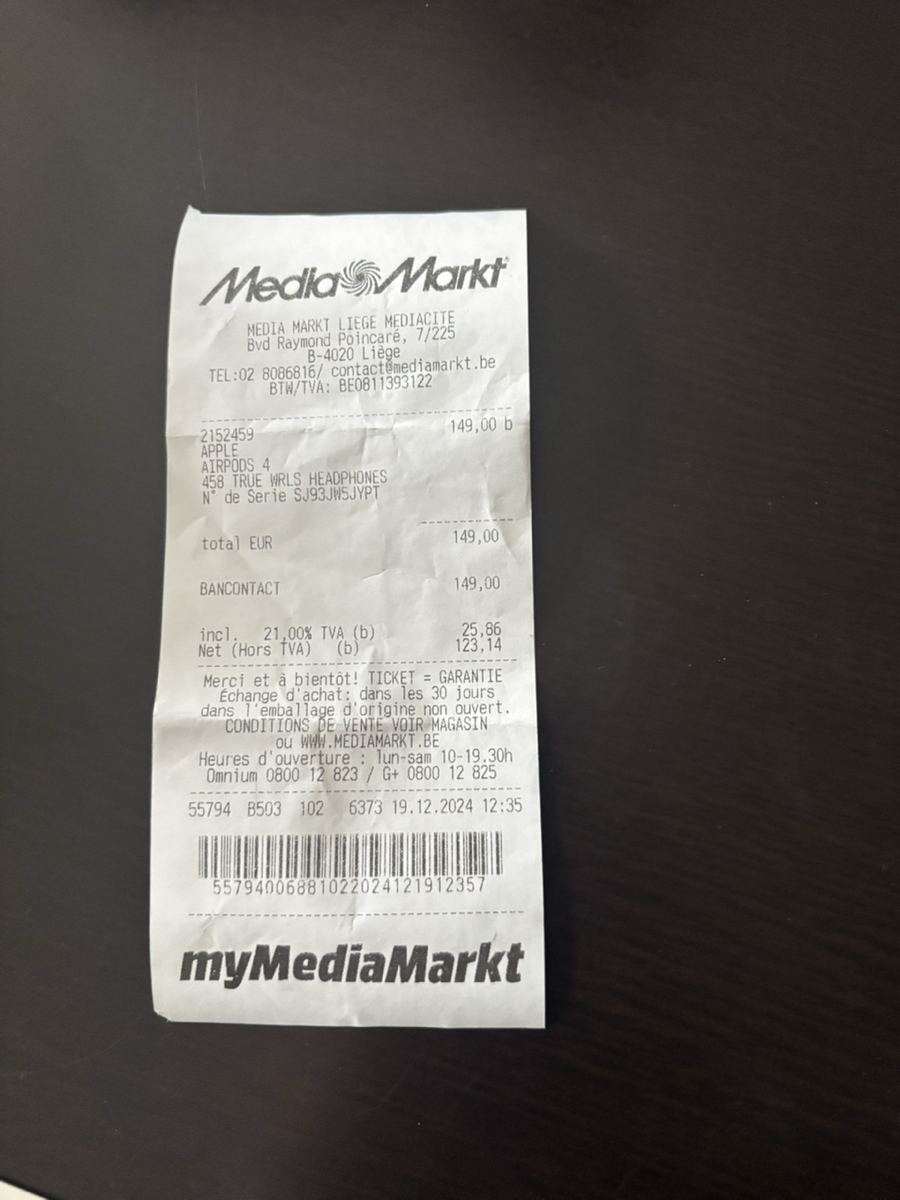 Media Markt
MEDIA MARKT LIEGE MEDIACITE
Bvd Raymond Poincaré, 7/225
B-4020 Liège
TEL:02 8086816/ contact@mediamarkt.be
BTW/TVA: BE0811393122
2152459 149,00 b
APPLE
AIRPODS 4
458 TRUE WRLS HEADPHONES
N° de Serie SJ93JW5JYPT
total EUR 149,00
BANCONTACT 149,00
incl. 21,00% TVA (b) 25,86
Net (Hors TVA) (b) 123,14
Merci et à bientôt! TICKET = GARANTIE
Échange d'achat: dans les 30 jours
dans l'emballage d'origine non ouvert.
CONDITIONS DE VENTE VOIR MAGASIN
ou WWW.MEDIAMARKT.BE
Heures d'ouverture : lun-sam 10-19.30h
Omnium 0800 12 823 / G+ 0800 12 825
55794 B503 102 6373 19.12.2024 12:35
55794006881022024121912357
myMediaMarkt